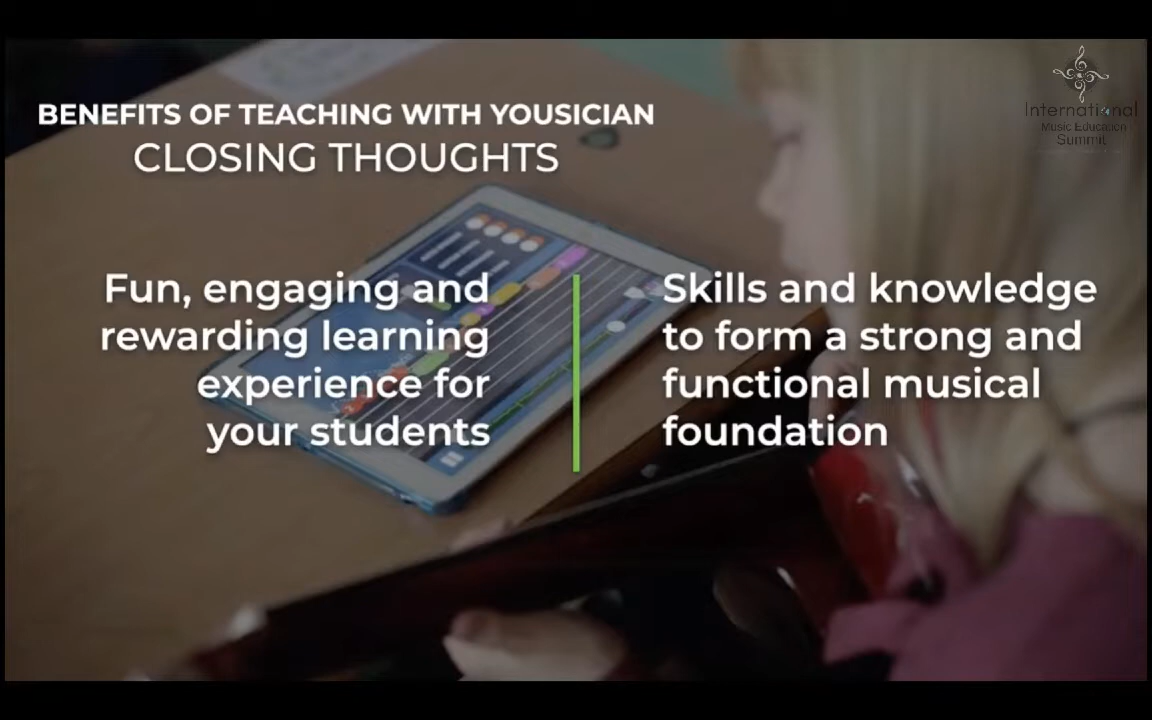 BENEFITS OF TEACHING WITH YOUSICIAN
CLOSING THOUGHTS
Fun, engaging and
rewarding learning
experience for
your students
Skills and knowledge
to form a strong and
functional musical
foundation
International
Music Education
Summit